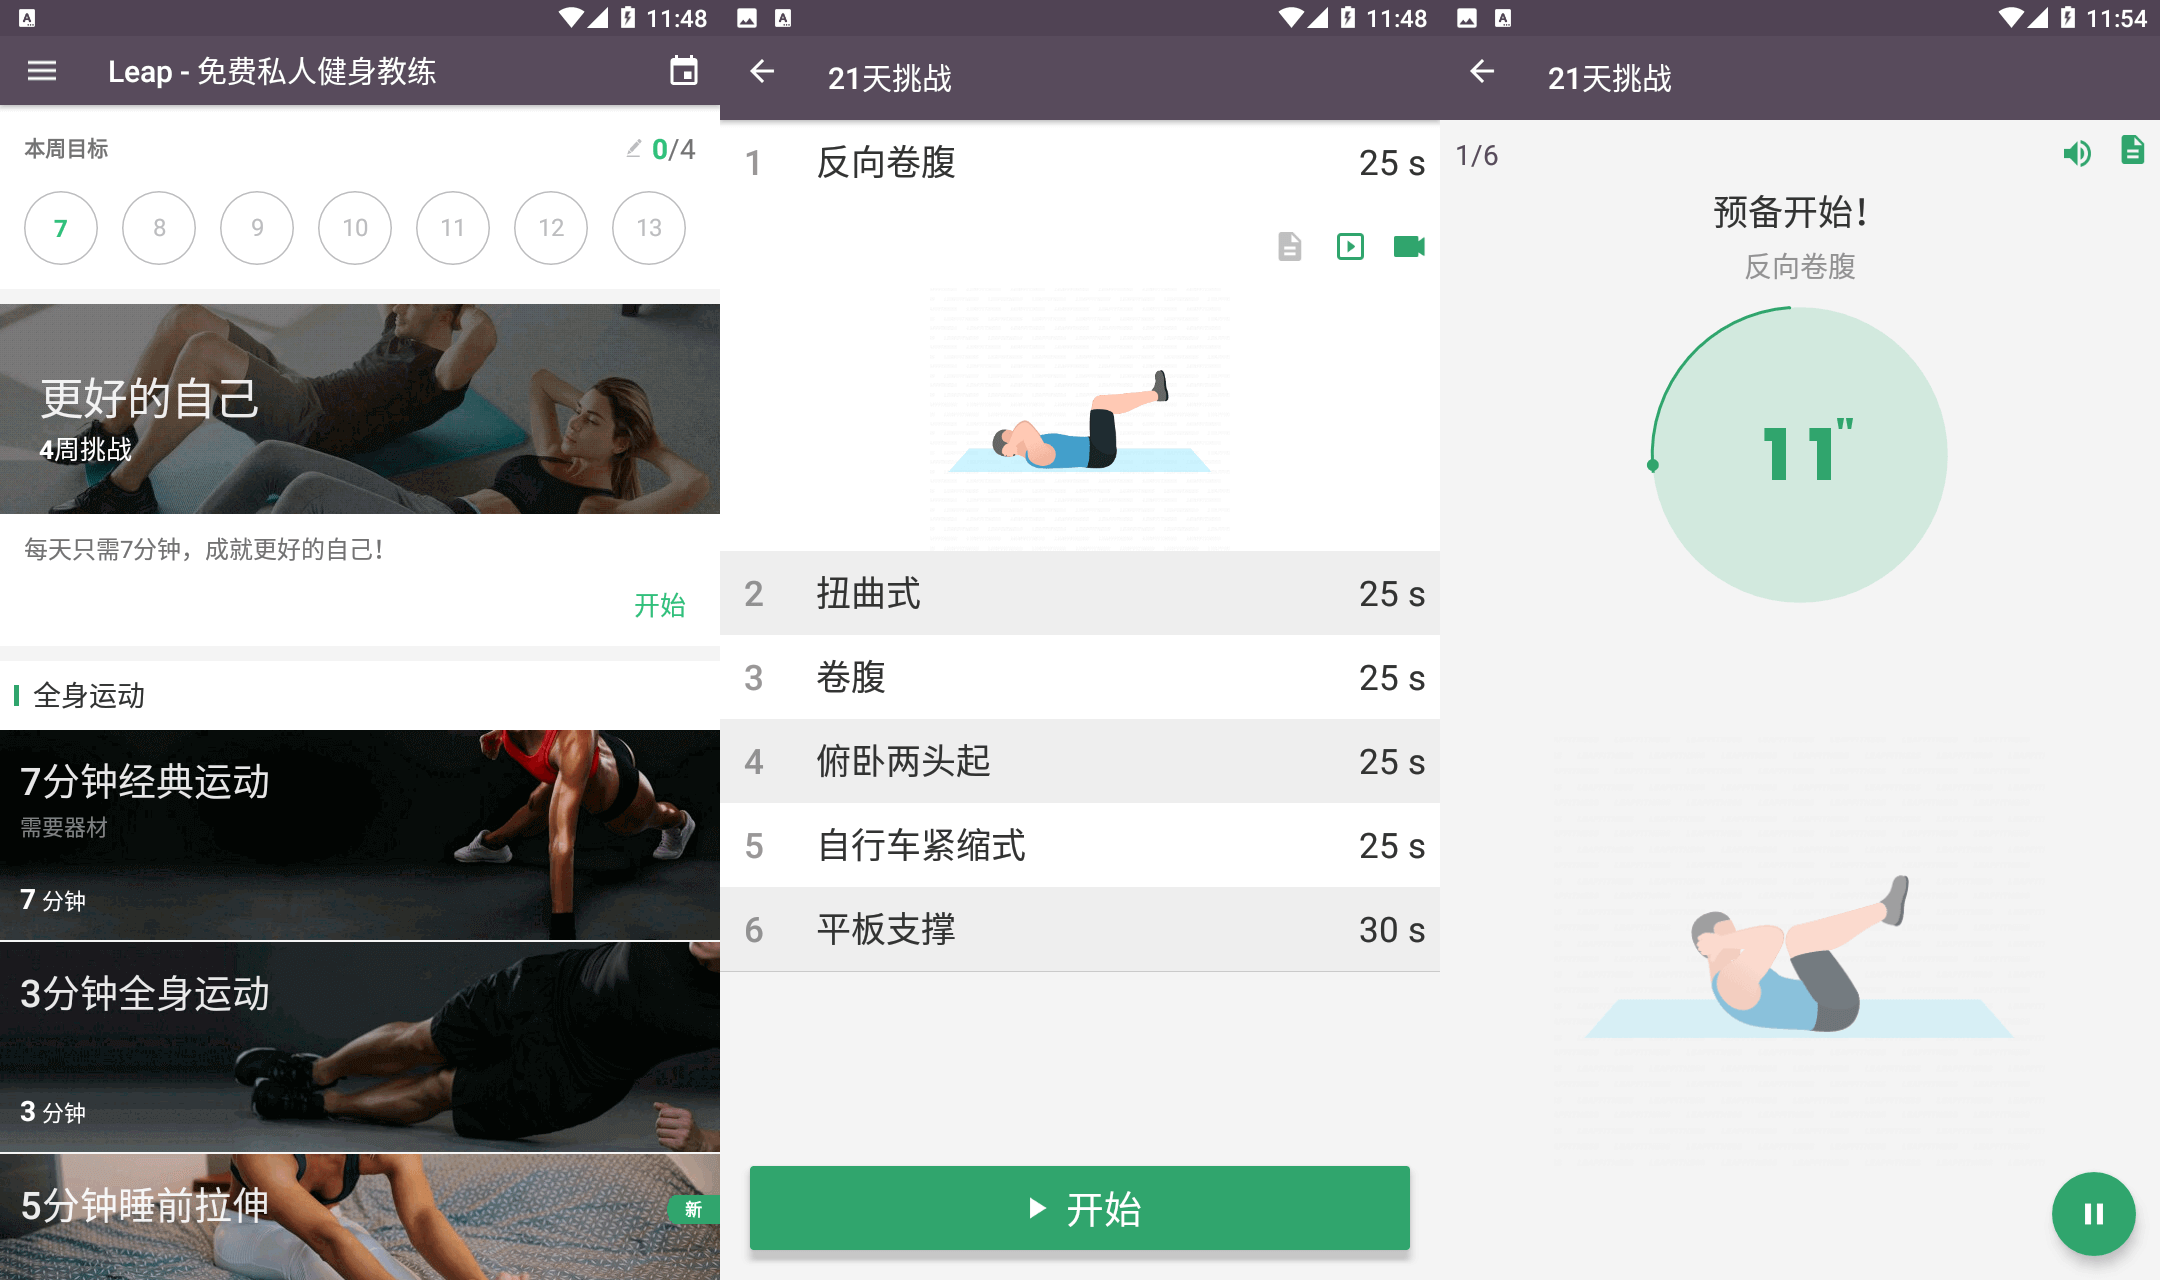 11:48
Leap - 免费私人健身教练
本周目标
0/4
7 8 9 10 11 12 13
更好的自己
4周挑战
每天只需7分钟，成就更好的自己！
开始
全身运动
7分钟经典运动
需要器材
7 分钟
3分钟全身运动
3 分钟
5分钟睡前拉伸
新
11:48
21天挑战
1 反向卷腹 25 s
2 扭曲式 25 s
3 卷腹 25 s
4 俯卧两头起 25 s
5 自行车紧缩式 25 s
6 平板支撑 30 s
开始
11:54
21天挑战
1/6
预备开始！
反向卷腹
11"